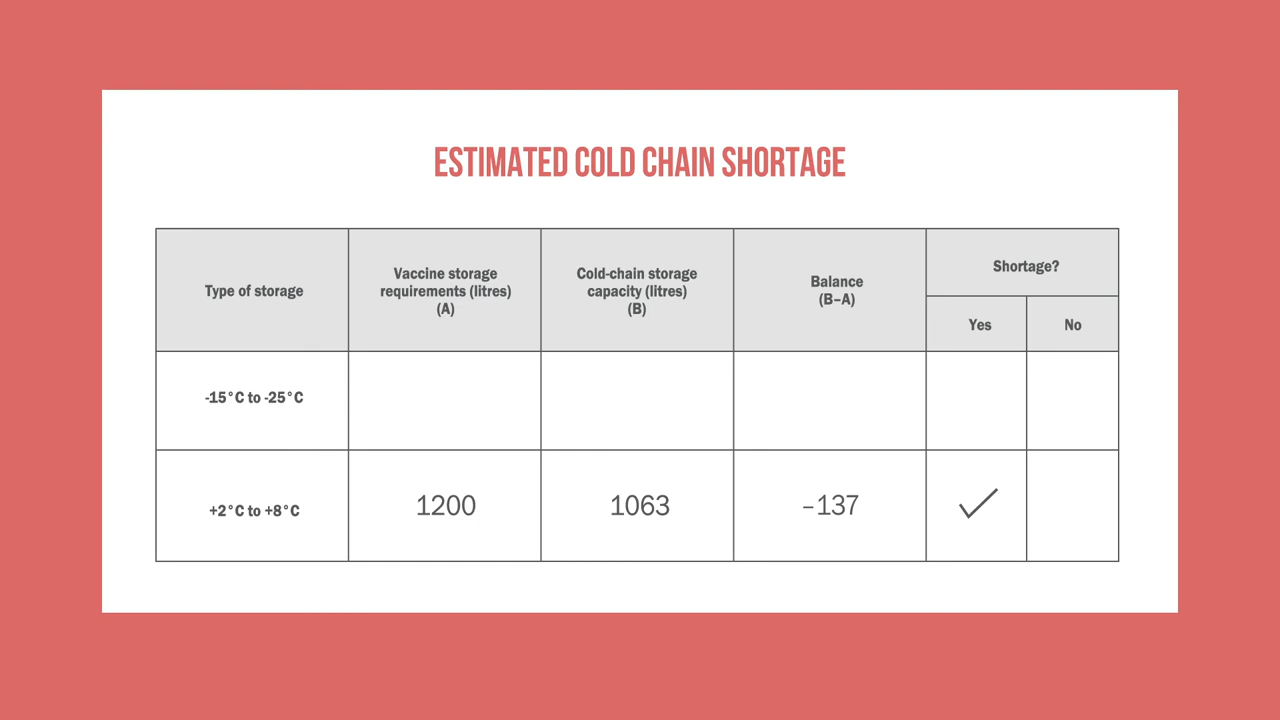 ESTIMATED COLD CHAIN SHORTAGE
Type of storage
Vaccine storage
requirements (litres)
(A)
Cold-chain storage
capacity (litres)
(B)
Balance
(B–A)
Shortage?
Yes
No
-15°C to -25°C
+2°C to +8°C
1200
1063
–137
✓